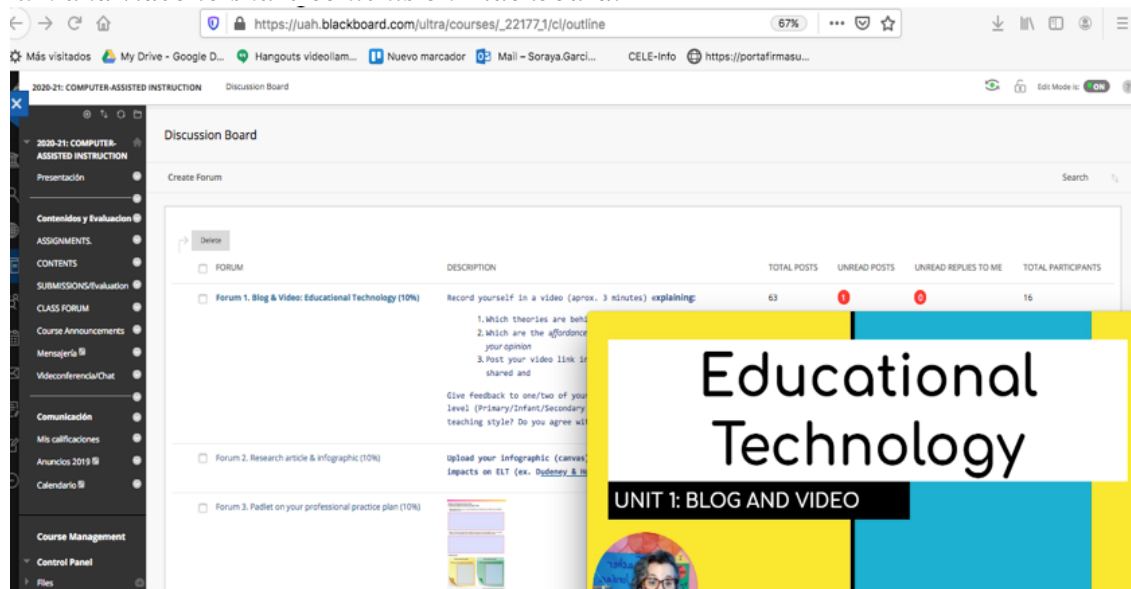 https://uah.blackboard.com/ultra/courses/_22177_1/cl/outline
67%
Más visitados
My Drive - Google D...
Hangouts videollam...
Nuevo marcador
Mail – Soraya.Garci...
CELE-Info
https://portafirmasu...
2020-21: COMPUTER-ASSISTED INSTRUCTION
Discussion Board
Edit Mode is: ON
2020-21: COMPUTER-
ASSISTED INSTRUCTION
Presentación
Contenidos y Evaluacion
ASSIGNMENTS.
CONTENTS
SUBMISSIONS/Evaluation
CLASS FORUM
Course Announcements
Mensajería
Videoconferencia/Chat
Comunicación
Mis calificaciones
Anuncios 2019
Calendario
Course Management
Control Panel
Files
Discussion Board
Create Forum
Search
Delete
FORUM
DESCRIPTION
TOTAL POSTS
UNREAD POSTS
UNREAD REPLIES TO ME
TOTAL PARTICIPANTS
Forum 1. Blog & Video: Educational Technology (10%)
Record yourself in a video (aprox. 3 minutes) explaining:
1. Which theories are
2. Which are the affordance
your opinion
3. Post your video link
shared and
Give feedback to one/two of
level (Primary/Infant/Secondary
teaching style? Do you agree
63
1
0
16
Forum 2. Research article & infographic (10%)
Upload your infographic (canvas)
impacts on ELT (ex. Dudeney &
Forum 3. Padlet on your professional practice plan (10%)
Educational
Technology
UNIT 1: BLOG AND VIDEO